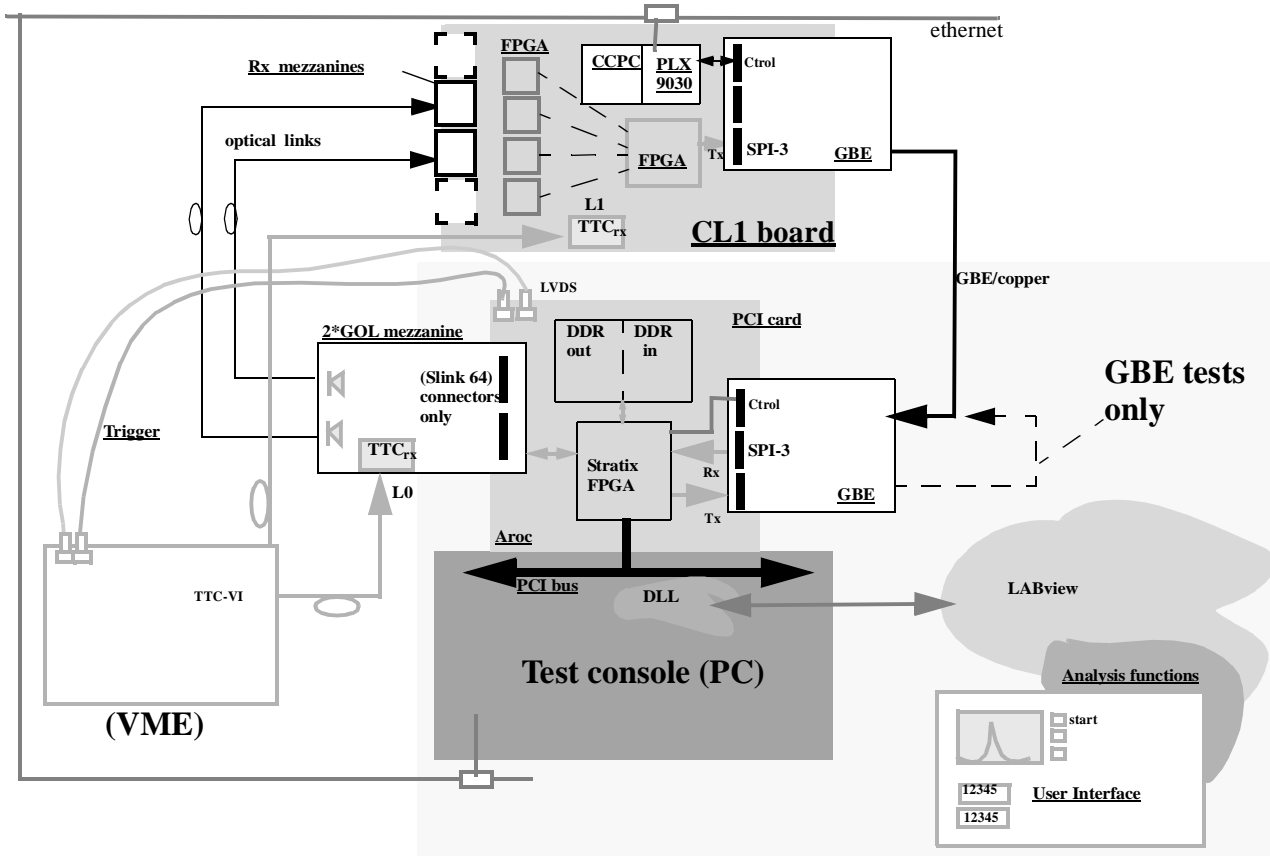 ethernet
FPGA
Rx mezzanines
CCPC
PLX
9030
Ctrol
optical links
FPGA
Tx
SPI-3
GBE
L1
TTCrx
CL1 board
GBE/copper
LVDS
2*GOL mezzanine
DDR
out
DDR
in
PCI card
(Slink 64)
connectors
only
GBE tests
only
Ctrol
Trigger
TTCrx
Stratix
FPGA
SPI-3
Rx
L0
GBE
Tx
Aroc
PCI bus
TTC-VI
DLL
LABview
Test console (PC)
Analysis functions
(VME)
start
12345
User Interface
12345